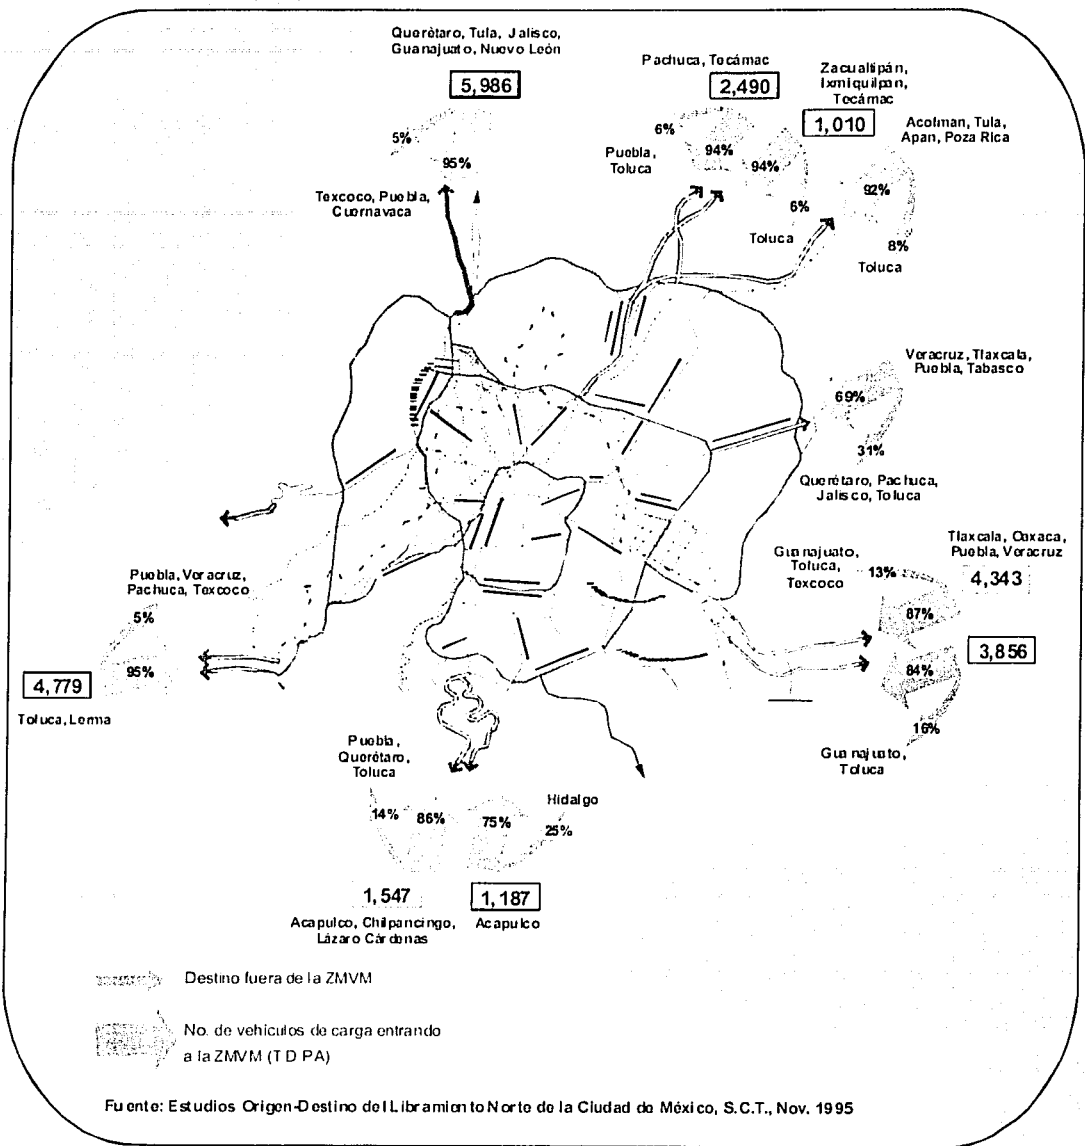 Querètaro, Tula, Jalisco,
Guanajuato, Nuevo León
5,986
5%
95%
Texcoco, Puebla,
Cuernavaca
Pachuca, Tecámac
2,490
6%
94%
Puebla,
Toluca
Zacualtipán,
Ixmiquilpan,
Tecámac
1,010
94%
6%
Toluca
Acolman, Tula,
Apan, Poza Rica
92%
8%
Toluca
Veracruz, Tlaxcala,
Puebla, Tabasco
69%
31%
Querétaro, Pachuca,
Jalisco, Toluca
Guanajuato,
Toluca,
Texcoco
13%
Tlaxcala, Oaxaca,
Puebla, Veracruz
4,343
87%
3,856
84%
16%
Guanajuato,
Toluca
Puebla, Veracruz,
Pachuca, Texcoco
5%
95%
4,779
Toluca, Lerma
Puebla,
Querétaro,
Toluca
14%
86%
75%
Hidalgo
25%
1,547
1,187
Acapulco, Chilpancingo,
Lázaro Cárdenas
Acapulco
Destino fuera de la ZMVM
No. de vehículos de carga entrando
a la ZMVM (T D PA)
Fuente: Estudios Origen-Destino del Libramiento Norte de la Ciudad de México, S.C.T., Nov. 1995